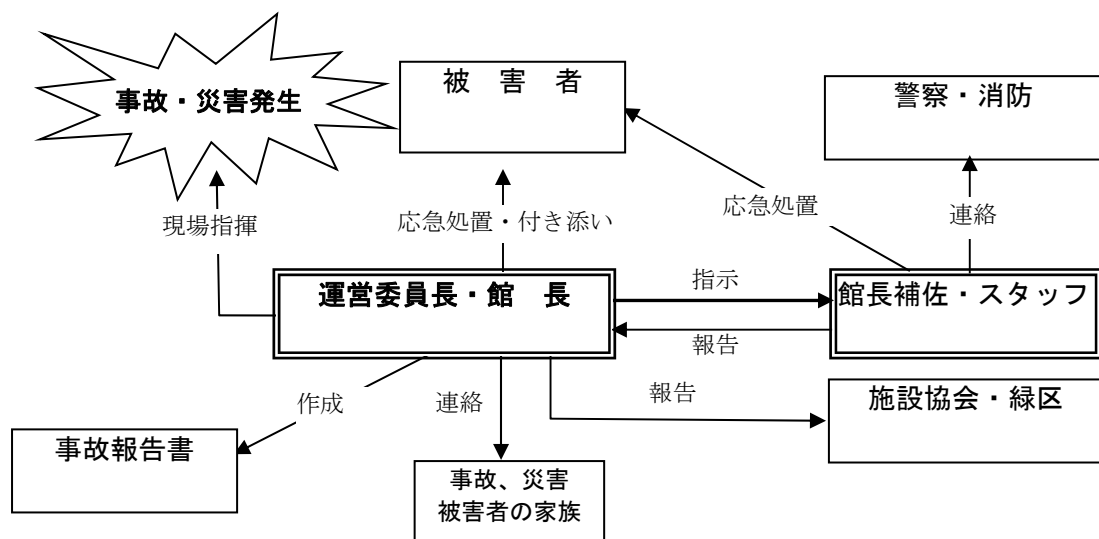 事故・災害発生
被　害　者
警察・消防
現場指揮
応急処置・付き添い
応急処置
連絡
運営委員長・館　長
指示
報告
館長補佐・スタッフ
作成
連絡
報告
施設協会・緑区
事故報告書
事故、災害
被害者の家族